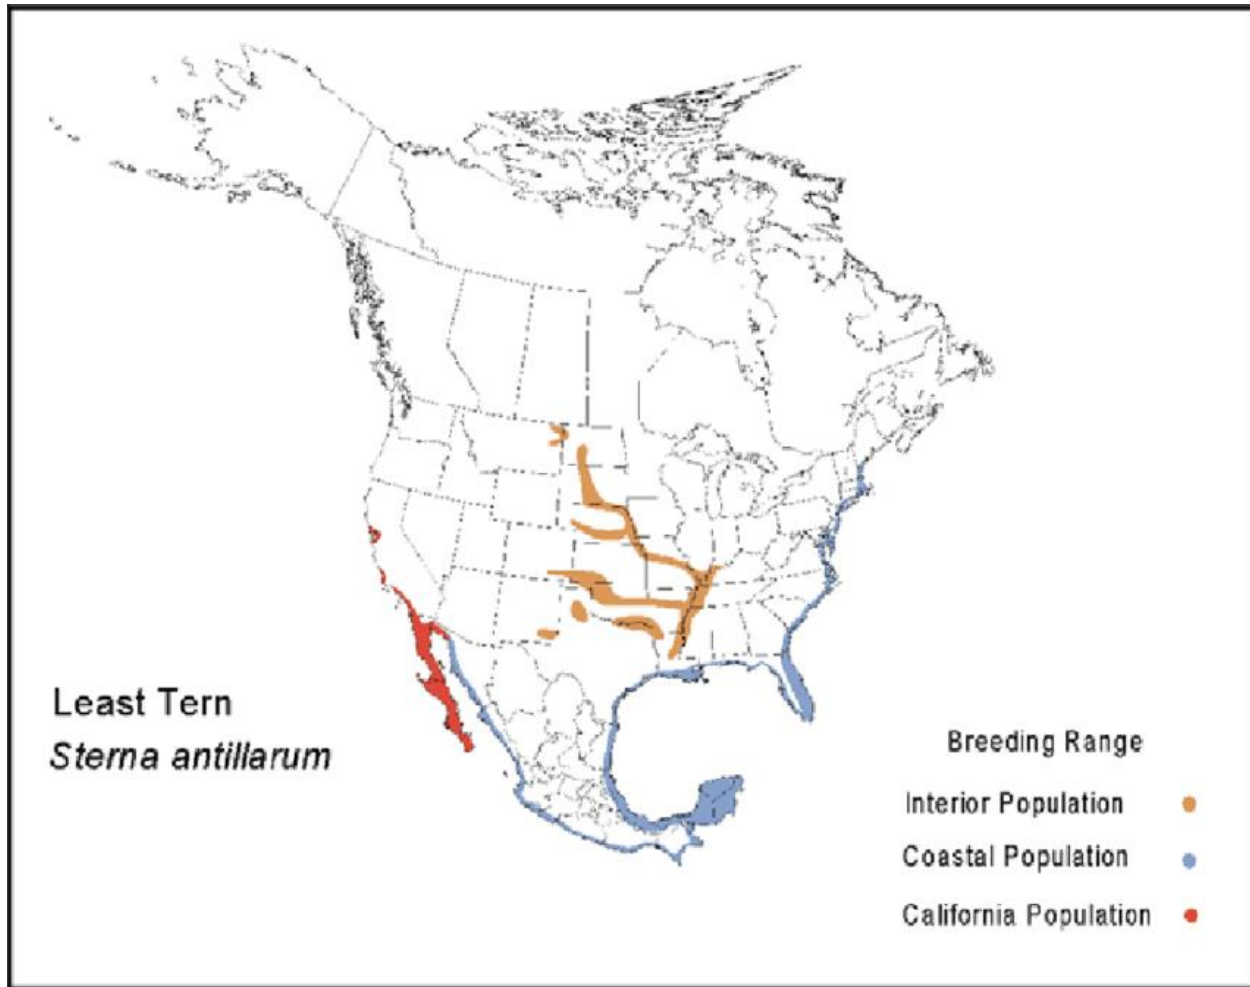 Least Tern
Sterna antillarum
Breeding Range
Interior Population
Coastal Population
California Population